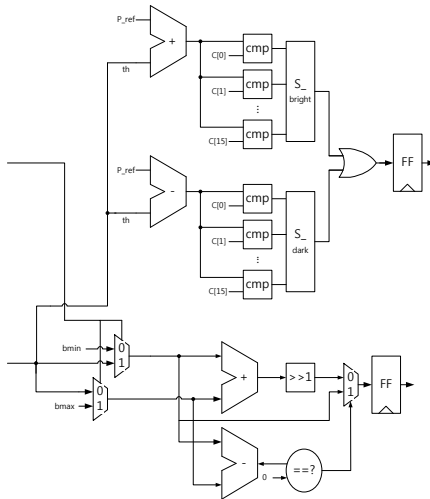 P_ref
+
th
C[0]
cmp
C[1]
cmp
⋮
C[15]
cmp
S_
bright
FF
P_ref
-
th
C[0]
cmp
C[1]
cmp
⋮
C[15]
cmp
S_
dark
bmin
0
1
bmax
0
1
+
>>1
0
1
FF
-
0
==?